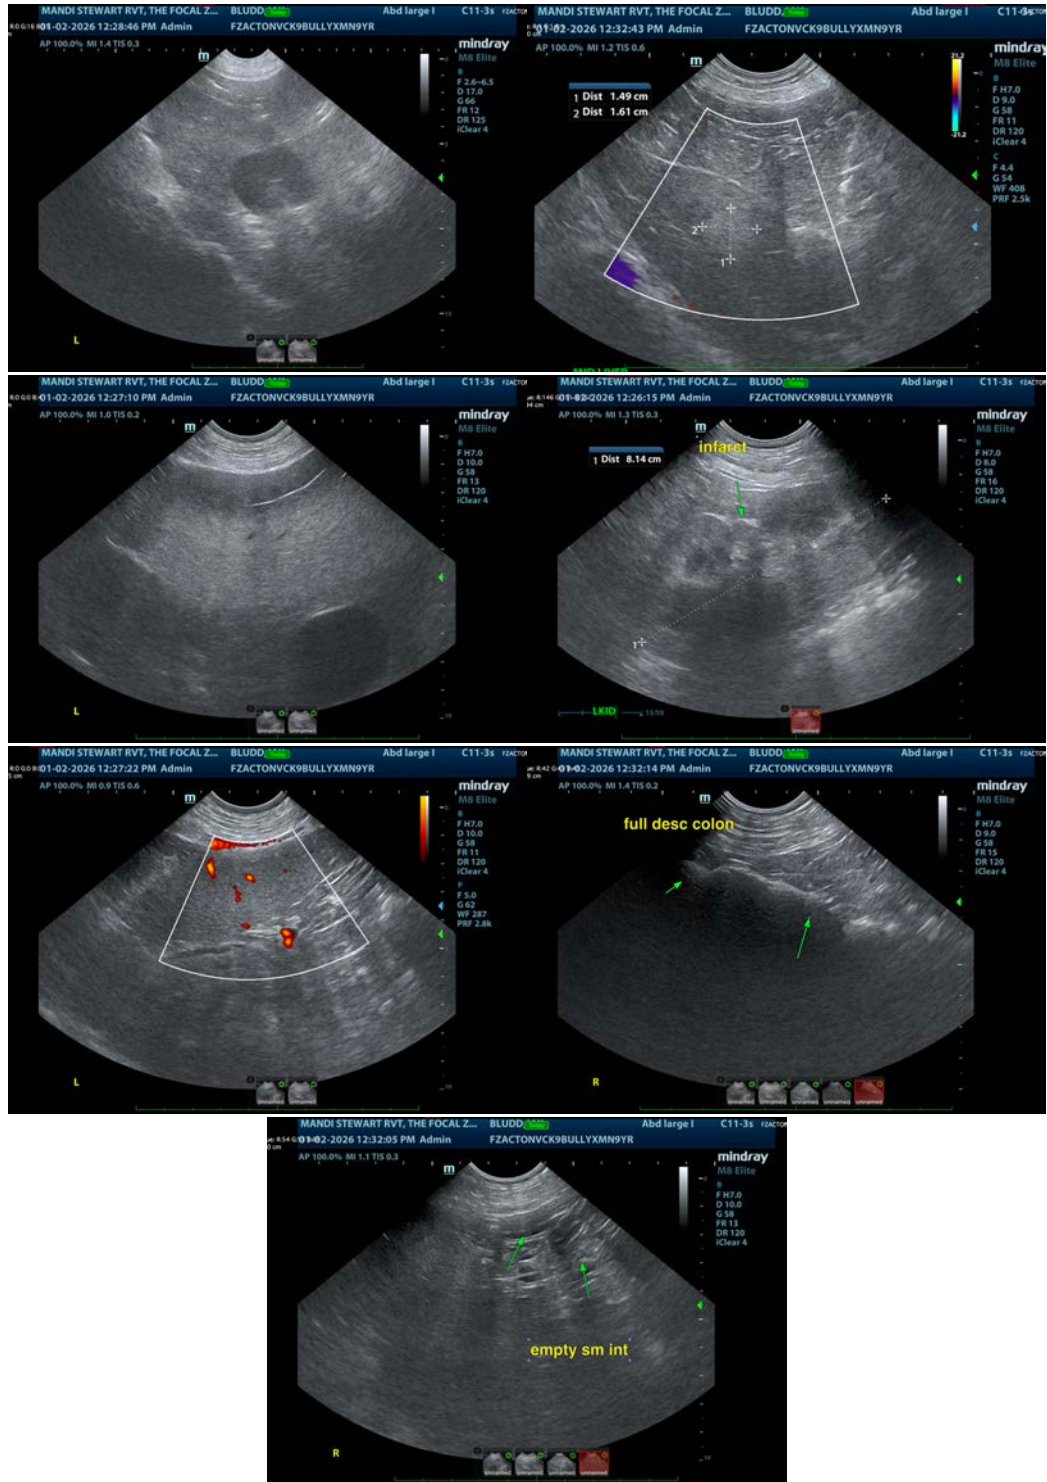 MANDI STEWART RVT, THE FOCAL Z... BLUDD, Today Abd large I C11-3s
01-02-2026 12:28:46 PM Admin FZACTONVCK9BULLYXMN9YR
AP 100.0% MI 1.4 TIS 0.3
mindray
M8 Elite
B
F 2.6-6.5
D 17.0
G 66
FR 12
DR 125
iClear 4
L
MANDI STEWART RVT, THE FOCAL Z... BLUDD, Today Abd large I C11-3s
01-02-2026 12:32:43 PM Admin FZACTONVCK9BULLYXMN9YR
AP 100.0% MI 1.2 TIS 0.6
mindray
M8 Elite
1 Dist 1.49 cm
2 Dist 1.61 cm
21.2
-21.2
B
F H7.0
D 9.0
G 58
FR 11
DR 120
iClear 4
C
F 4.4
G 54
WF 408
PRF 2.5k
2
1
MID LIVER
MANDI STEWART RVT, THE FOCAL Z... BLUDD, Today Abd large I C11-3s
01-02-2026 12:27:10 PM Admin FZACTONVCK9BULLYXMN9YR
AP 100.0% MI 1.0 TIS 0.2
mindray
M8 Elite
B
F H7.0
D 10.0
G 58
FR 13
DR 120
iClear 4
L
MANDI STEWART RVT, THE FOCAL Z... BLUDD, Today Abd large I C11-3s
01-02-2026 12:26:15 PM Admin FZACTONVCK9BULLYXMN9YR
AP 100.0% MI 1.3 TIS 0.3
mindray
M8 Elite
infarct
1 Dist 8.14 cm
B
F H7.0
D 8.0
G 58
FR 16
DR 120
iClear 4
1
LKID
MANDI STEWART RVT, THE FOCAL Z... BLUDD, Today Abd large I C11-3s
01-02-2026 12:27:22 PM Admin FZACTONVCK9BULLYXMN9YR
AP 100.0% MI 0.9 TIS 0.6
mindray
M8 Elite
B
F H7.0
D 10.0
G 58
FR 11
DR 120
iClear 4
P
F 5.0
G 62
WF 287
PRF 2.8k
L
MANDI STEWART RVT, THE FOCAL Z... BLUDD, Today Abd large I C11-3s
01-02-2026 12:32:14 PM Admin FZACTONVCK9BULLYXMN9YR
AP 100.0% MI 1.4 TIS 0.2
mindray
M8 Elite
full desc colon
B
F H7.0
D 9.0
G 58
FR 15
DR 120
iClear 4
R
MANDI STEWART RVT, THE FOCAL Z... BLUDD, Today Abd large I C11-3s
01-02-2026 12:32:05 PM Admin FZACTONVCK9BULLYXMN9YR
AP 100.0% MI 1.1 TIS 0.3
mindray
M8 Elite
B
F H7.0
D 10.0
G 58
FR 13
DR 120
iClear 4
empty sm int
R